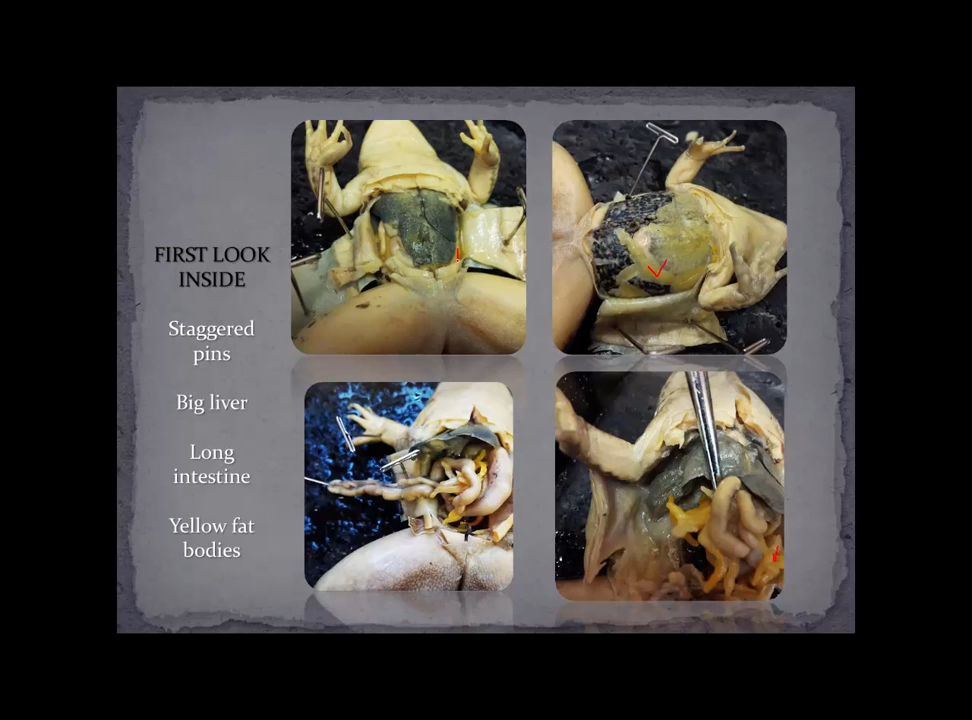 FIRST LOOK
INSIDE
Staggered
pins
Big liver
Long
intestine
Yellow fat
bodies